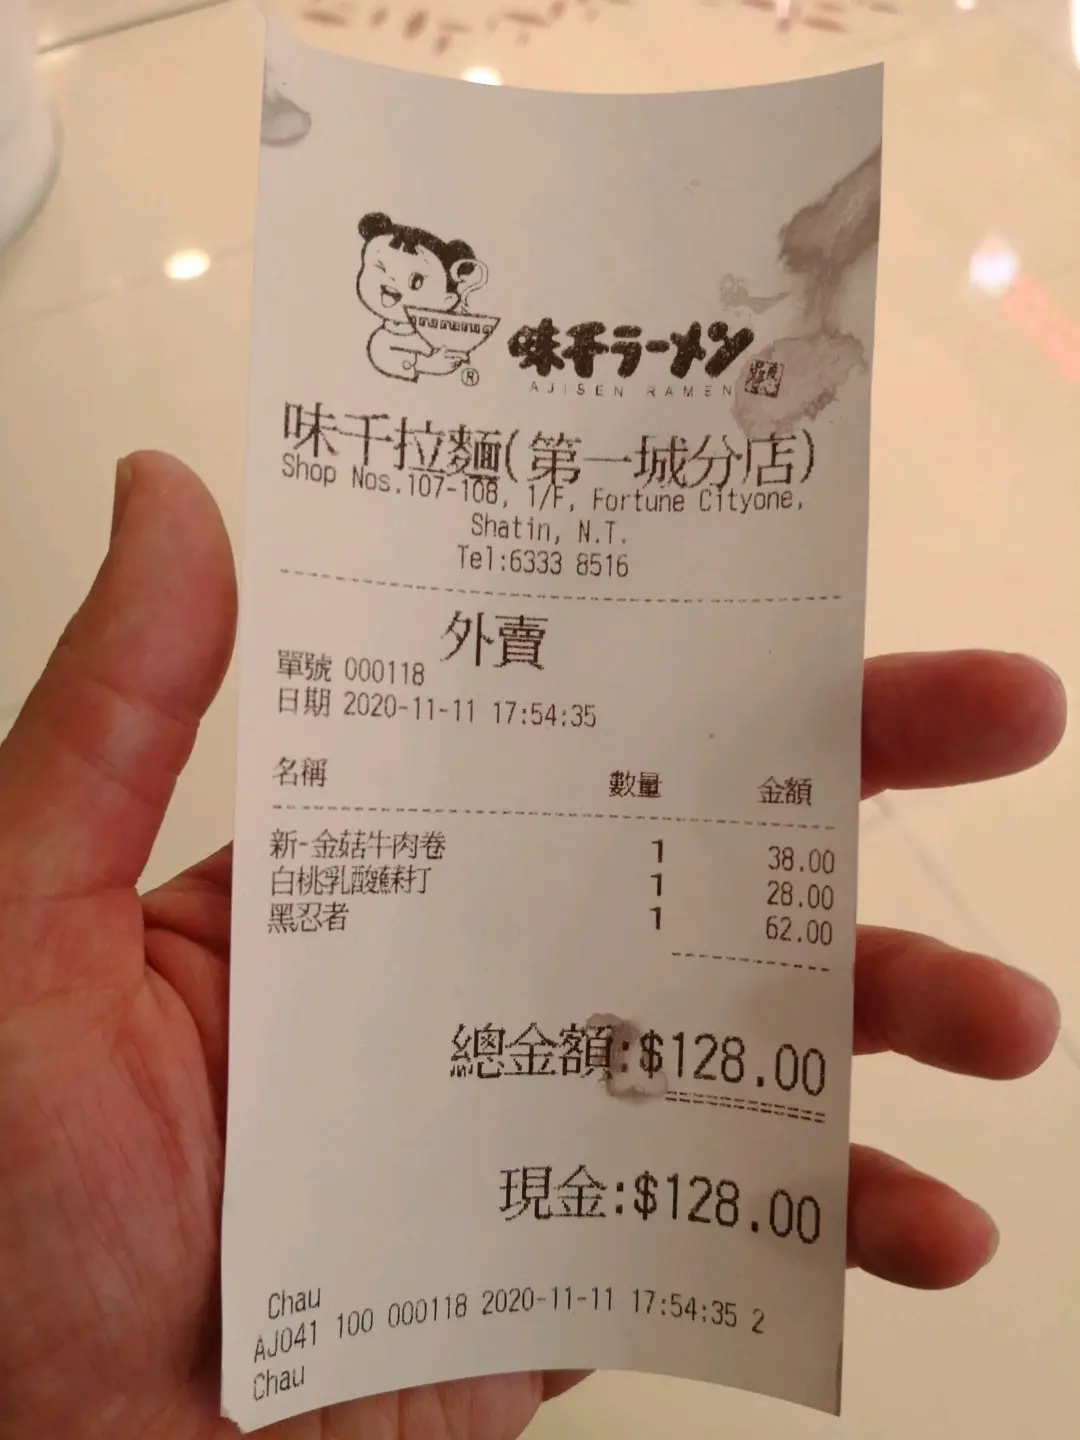 味千ラーメン
AJISEN RAMEN
味千拉麵(第一城分店)
Shop Nos.107-108, 1/F, Fortune Cityone,
Shatin, N.T.
Tel:6333 8516
外賣
單號 000118
日期 2020-11-11 17:54:35
名稱 數量 金額
新-金菇牛肉卷 1 38.00
白桃乳酸蘇打 1 28.00
黑忍者 1 62.00
總金額:$128.00
現金:$128.00
Chau
AJ041 100 000118 2020-11-11 17:54:35 2
Chau